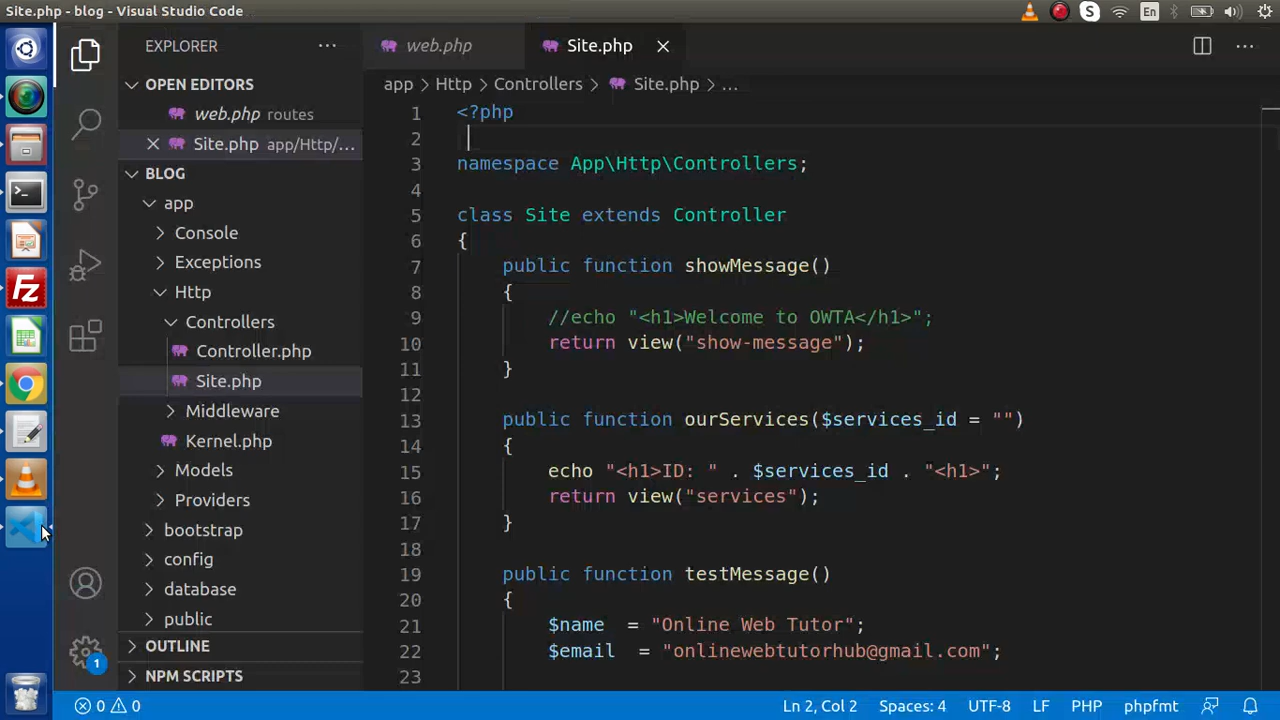 Site.php - blog - Visual Studio Code
S
En
EXPLORER
OPEN EDITORS
web.php routes
Site.php app/Http/...
BLOG
app
Console
Exceptions
Http
Controllers
Controller.php
Site.php
Middleware
Kernel.php
Models
Providers
bootstrap
config
database
public
OUTLINE
NPM SCRIPTS
1
web.php
Site.php
app > Http > Controllers > Site.php > ...
1 <?php
2
3 namespace App\Http\Controllers;
4
5 class Site extends Controller
6 {
7 public function showMessage()
8 {
9 //echo "<h1>Welcome to OWTA</h1>";
10 return view("show-message");
11 }
12
13 public function ourServices($services_id = "")
14 {
15 echo "<h1>ID: " . $services_id . "<h1>";
16 return view("services");
17 }
18
19 public function testMessage()
20 {
21 $name = "Online Web Tutor";
22 $email = "onlinewebtutorhub@gmail.com";
23
0 0
Ln 2, Col 2
Spaces: 4
UTF-8
LF
PHP
phpfmt